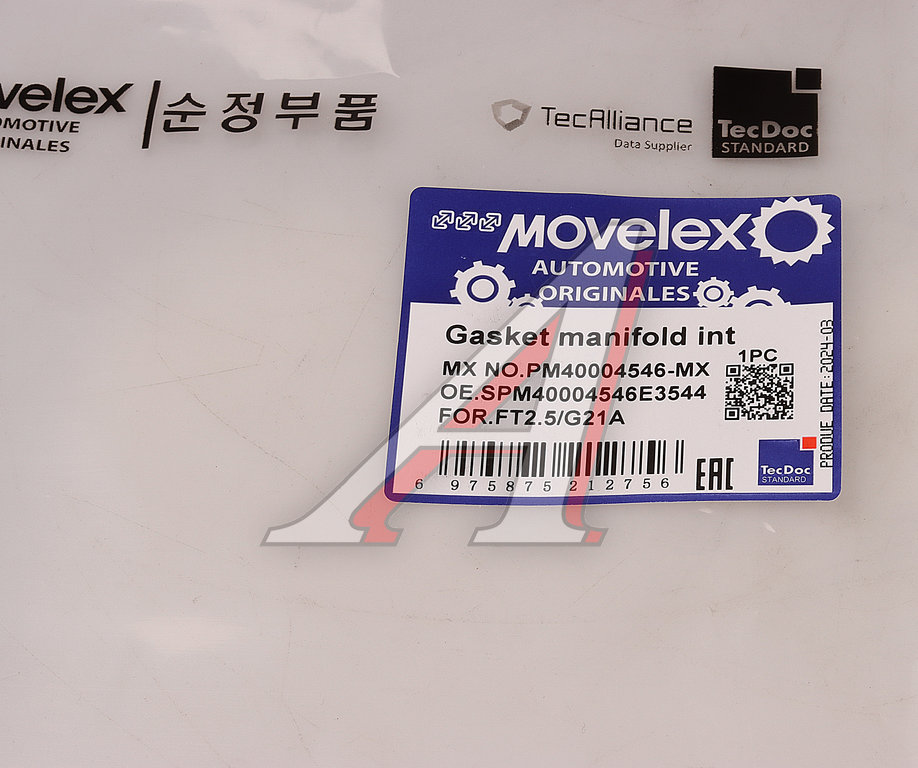 velex
순정부품
OMOTIVE
INALES
TecAlliance
Data Supplier
TecDoc
STANDARD
MOVelex
AUTOMOTIVE
ORIGINALES
Gasket manifold int
1PC
MX NO.PM40004546-MX
OE.SPM40004546E3544
FOR.FT2.5/G21A
6 975875 212756
EAC
TecDoc
STANDARD
PRODUE DATE:2024-03